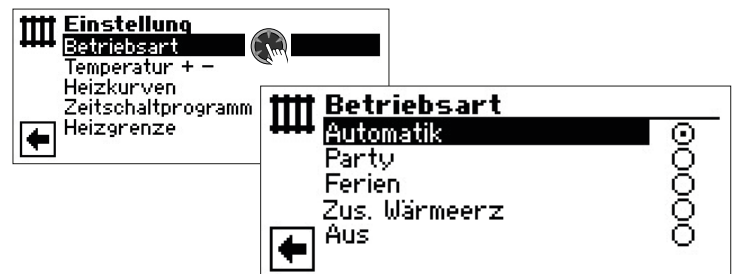 Einstellung
Betriebsart
Temperatur + −
Heizkurven
Zeitschaltprogramm
Heizgrenze
Betriebsart
Automatik
Party
Ferien
Zus. Wärmeerz
Aus